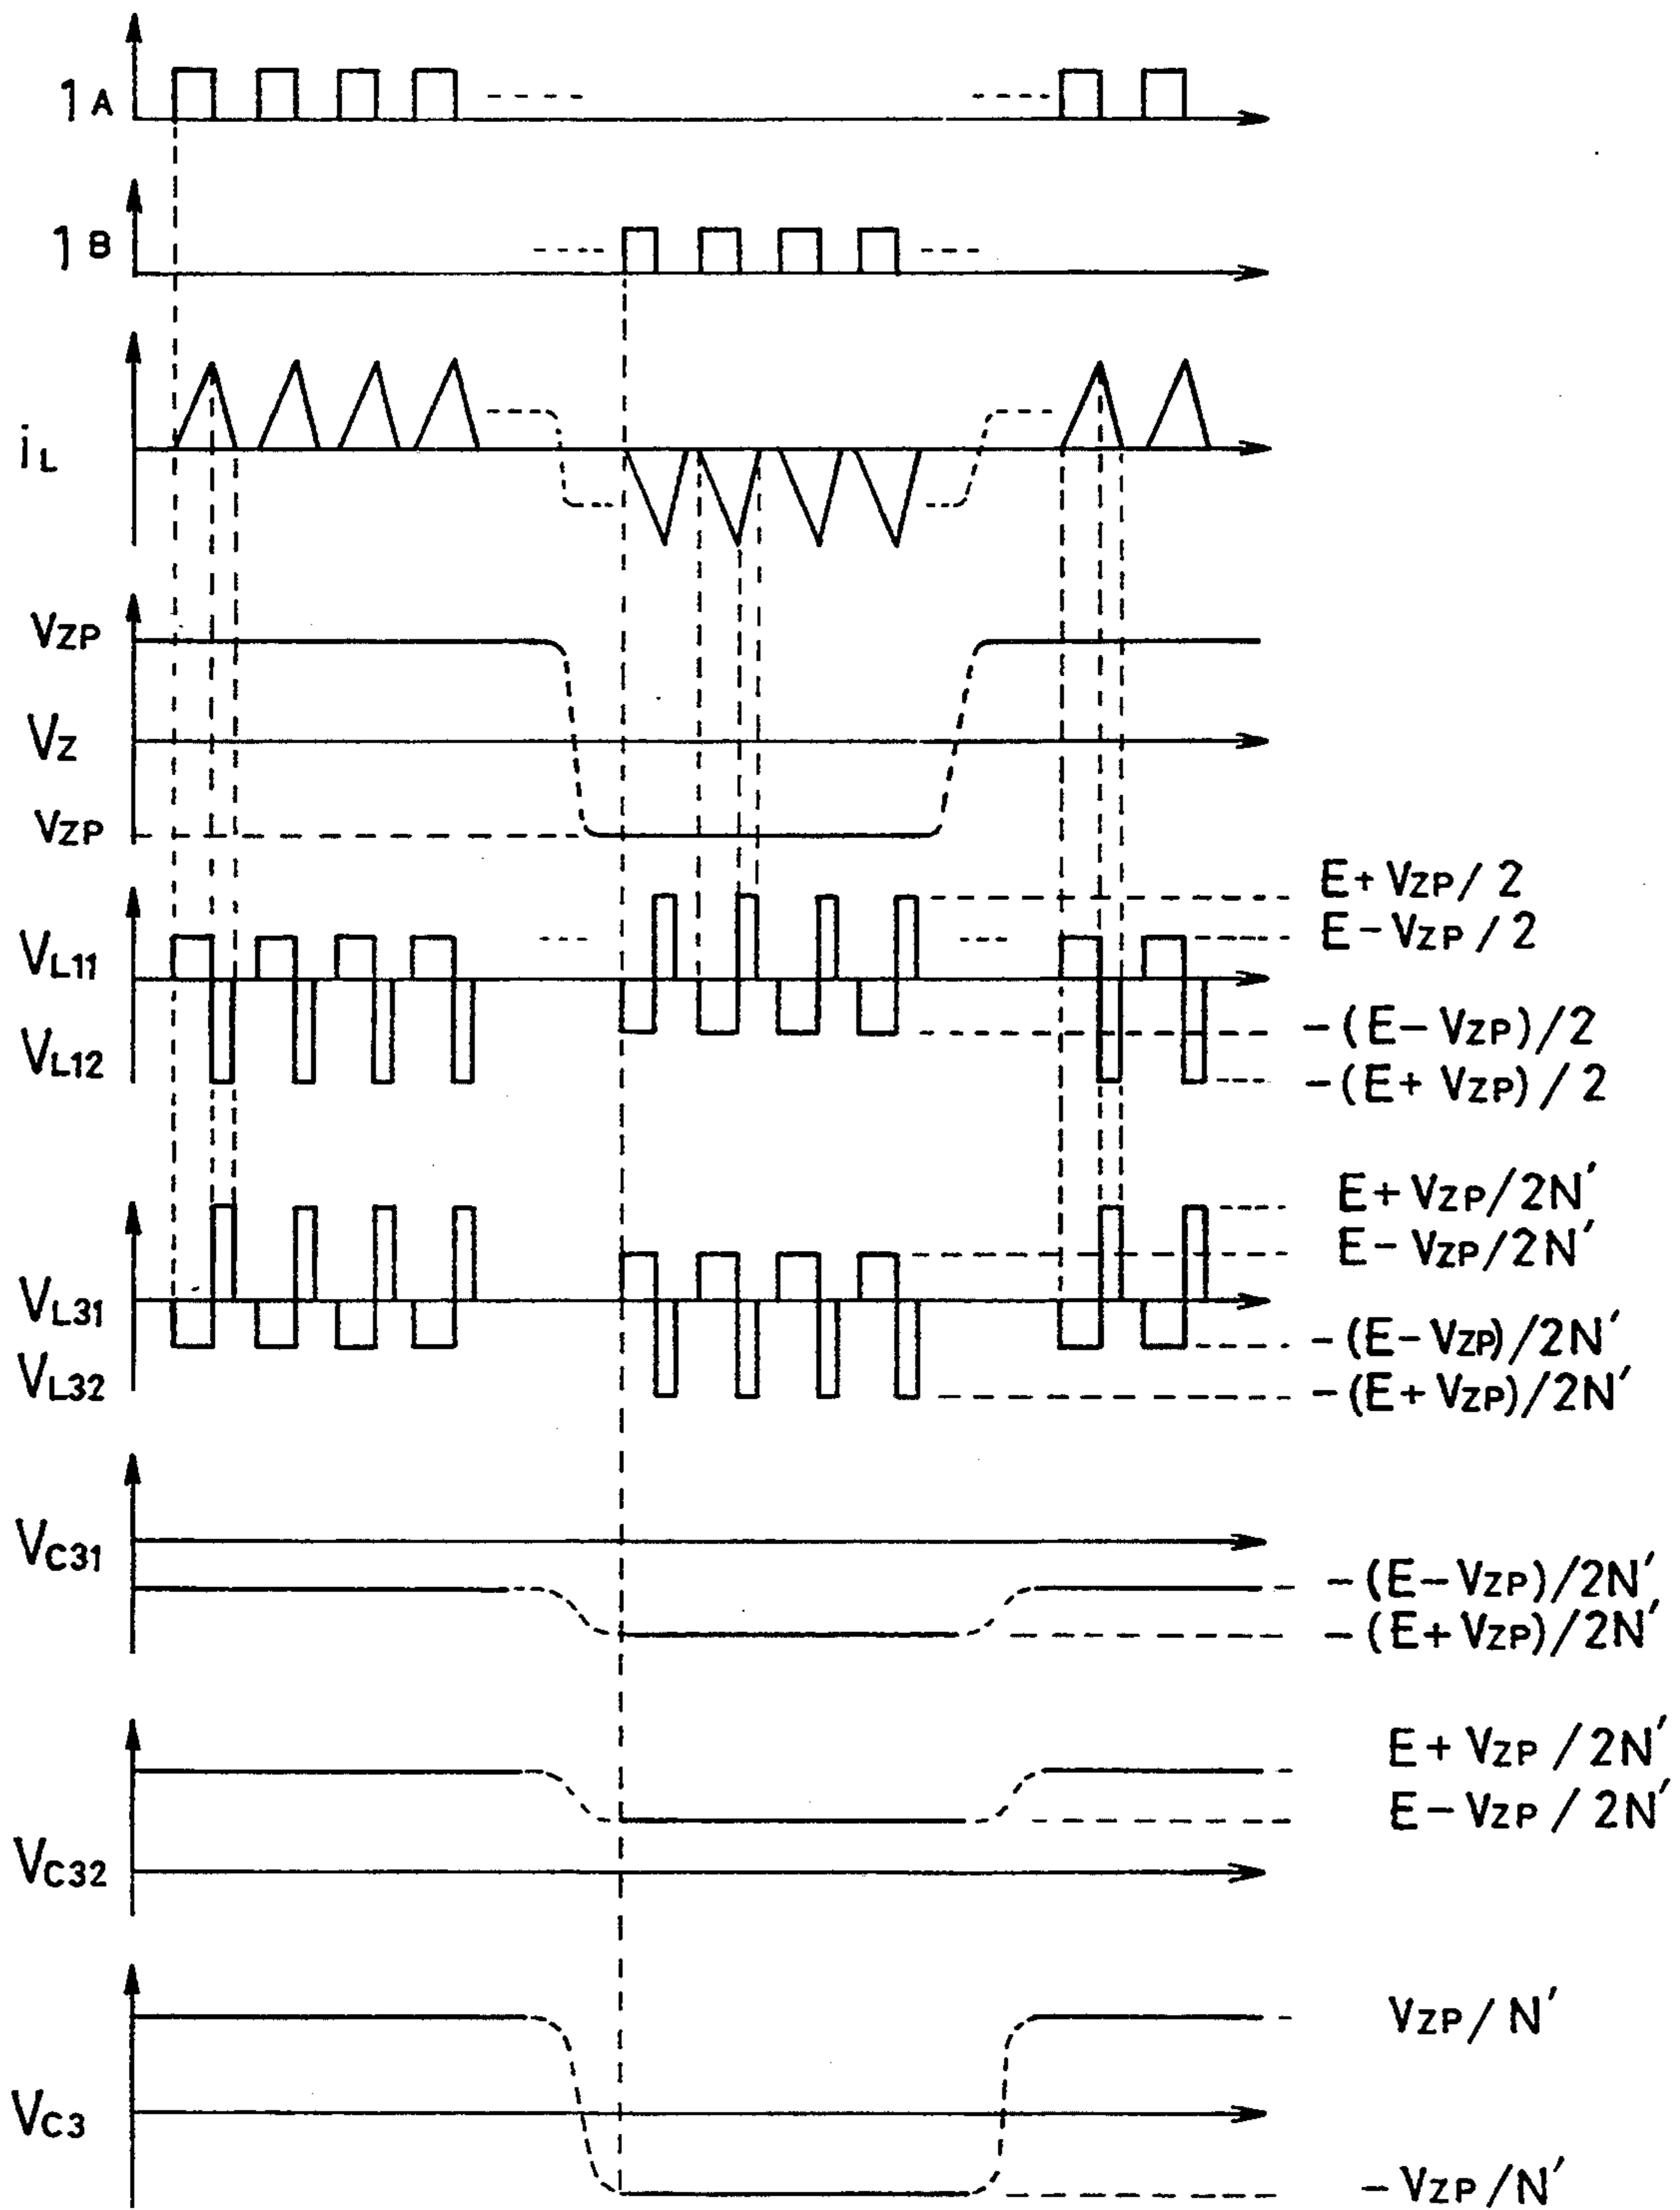 1A
1B
iL
VZP
VZ
VZP
E+VZP/2
E-VZP/2
VL11
-(E-VZP)/2
VL12
-(E+VZP)/2
E+VZP/2N'
E-VZP/2N'
VL31
-(E-VZP)/2N'
VL32
-(E+VZP)/2N'
VC31
-(E-VZP)/2N'
-(E+VZP)/2N'
E+VZP/2N'
E-VZP/2N'
VC32
VZP/N'
VC3
-VZP/N'